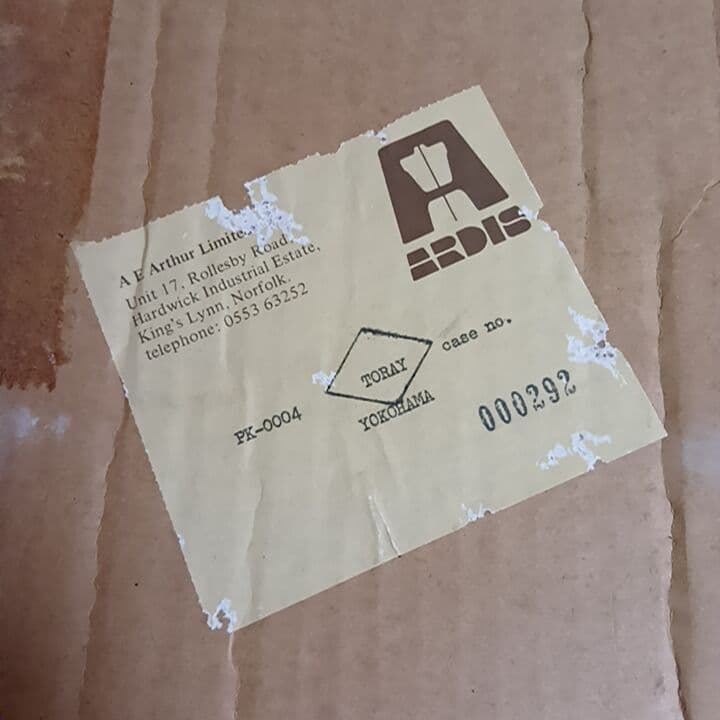 A E Arthur Limited
Unit 17, Rollesby Road,
Hardwick Industrial Estate,
King's Lynn, Norfolk.
telephone: 0553 63252
A
ARDIS
TORAY
YOKOHAMA
PK-0004
case no.
000292